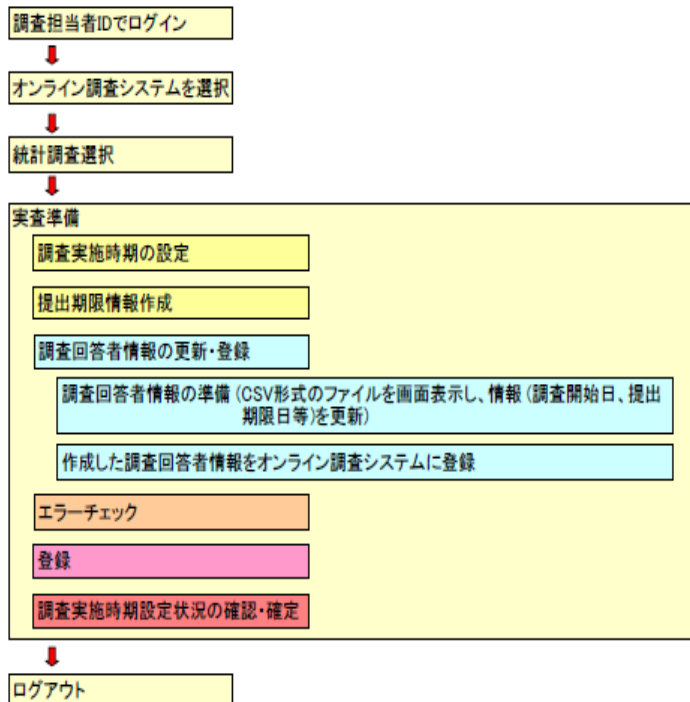 調査担当者IDでログイン
オンライン調査システムを選択
統計調査選択
実査準備
調査実施時期の設定
提出期限情報作成
調査回答者情報の更新・登録
調査回答者情報の準備 (CSV形式のファイルを画面表示し、情報 (調査開始日、提出
期限日等)を更新)
作成した調査回答者情報をオンライン調査システムに登録
エラーチェック
登録
調査実施時期設定状況の確認・確定
ログアウト